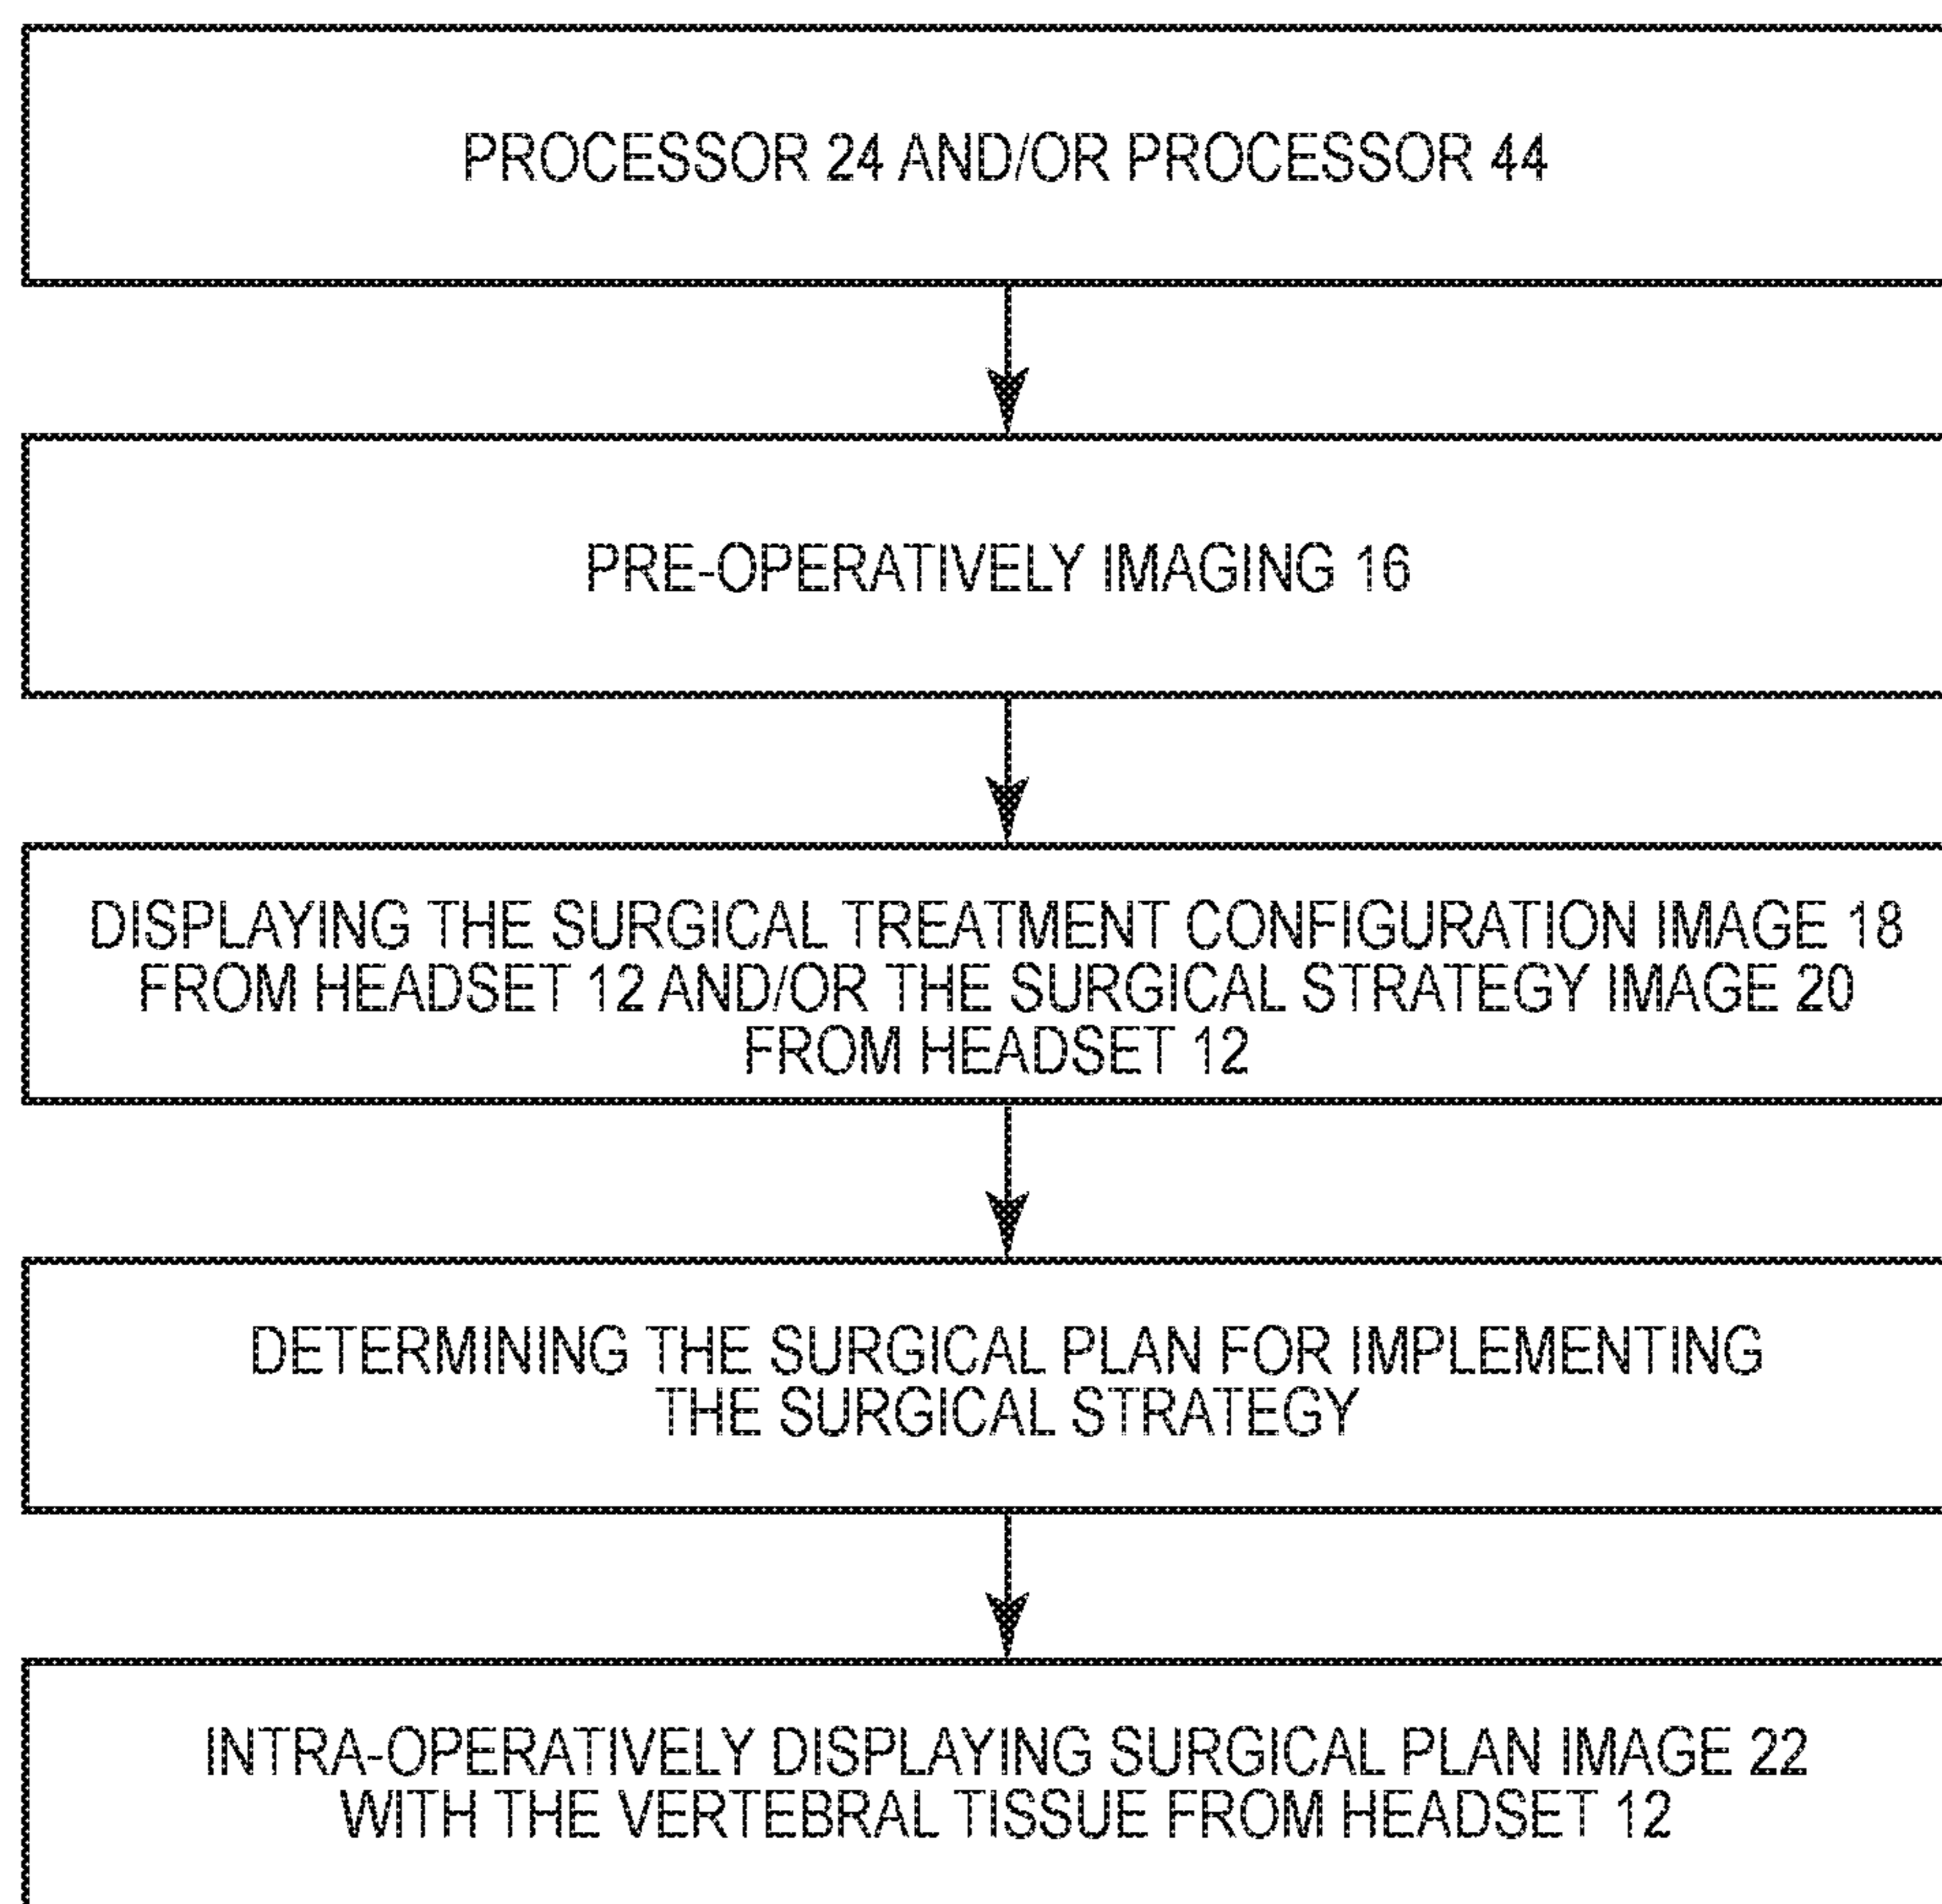 PROCESSOR 24 AND/OR PROCESSOR 44
PRE-OPERATIVELY IMAGING 16
DISPLAYING THE SURGICAL TREATMENT CONFIGURATION IMAGE 18
FROM HEADSET 12 AND/OR THE SURGICAL STRATEGY IMAGE 20
FROM HEADSET 12
DETERMINING THE SURGICAL PLAN FOR IMPLEMENTING
THE SURGICAL STRATEGY
INTRA-OPERATIVELY DISPLAYING SURGICAL PLAN IMAGE 22
WITH THE VERTEBRAL TISSUE FROM HEADSET 12